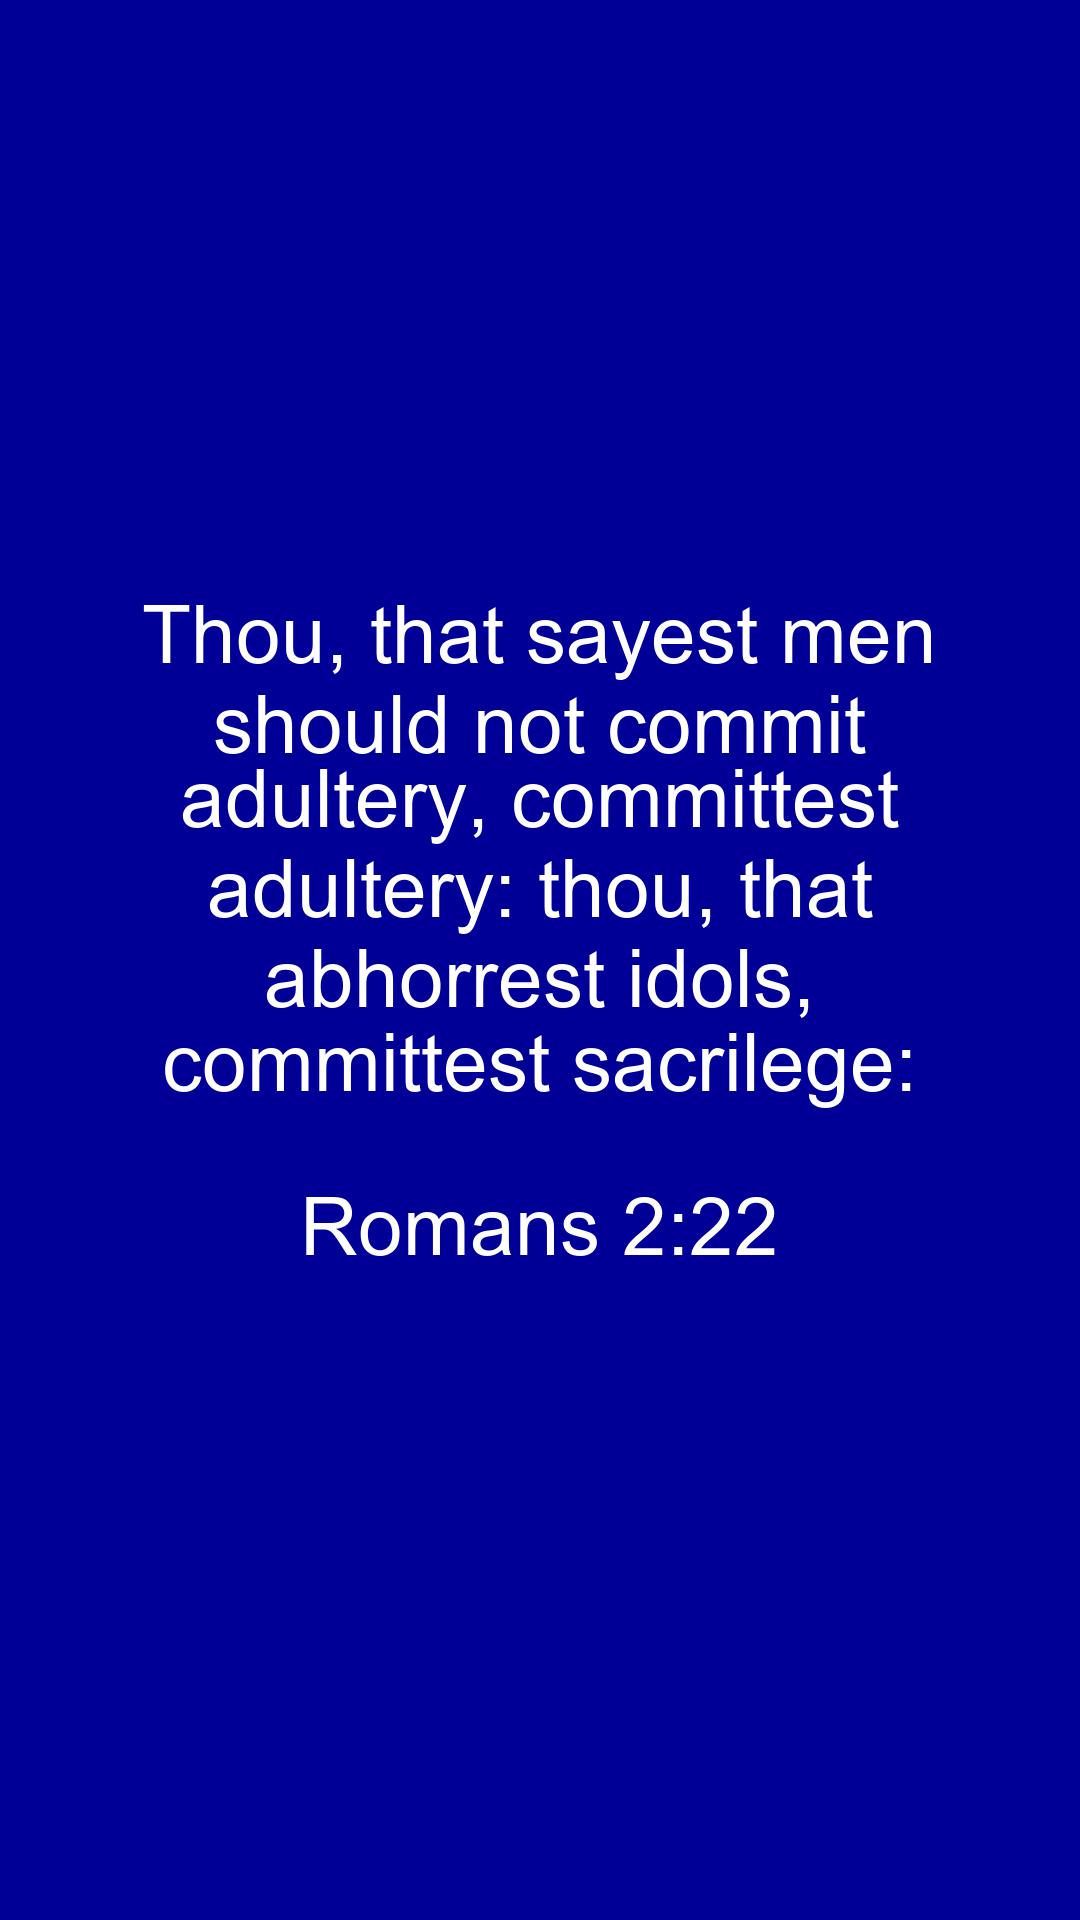 Thou, that sayest men
should not commit
adultery, committest
adultery: thou, that
abhorrest idols,
committest sacrilege:
Romans 2:22